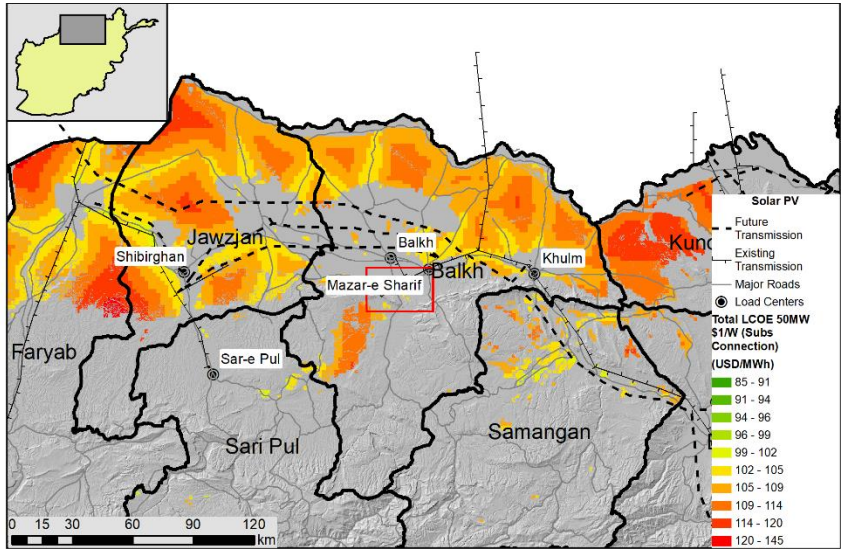 Jawzjan
Shibirghan
Balkh
Khulm
Balkh
Mazar-e Sharif
Faryab
Sar-e Pul
Sari Pul
Samangan
Kund
0 15 30 60 90 120
km
Solar PV
Future
Transmission
Existing
Transmission
Major Roads
Load Centers
Total LCOE 50MW
$1/W (Subs
Connection)
(USD/MWh)
85 - 91
91 - 94
94 - 96
96 - 99
99 - 102
102 - 105
105 - 109
109 - 114
114 - 120
120 - 145